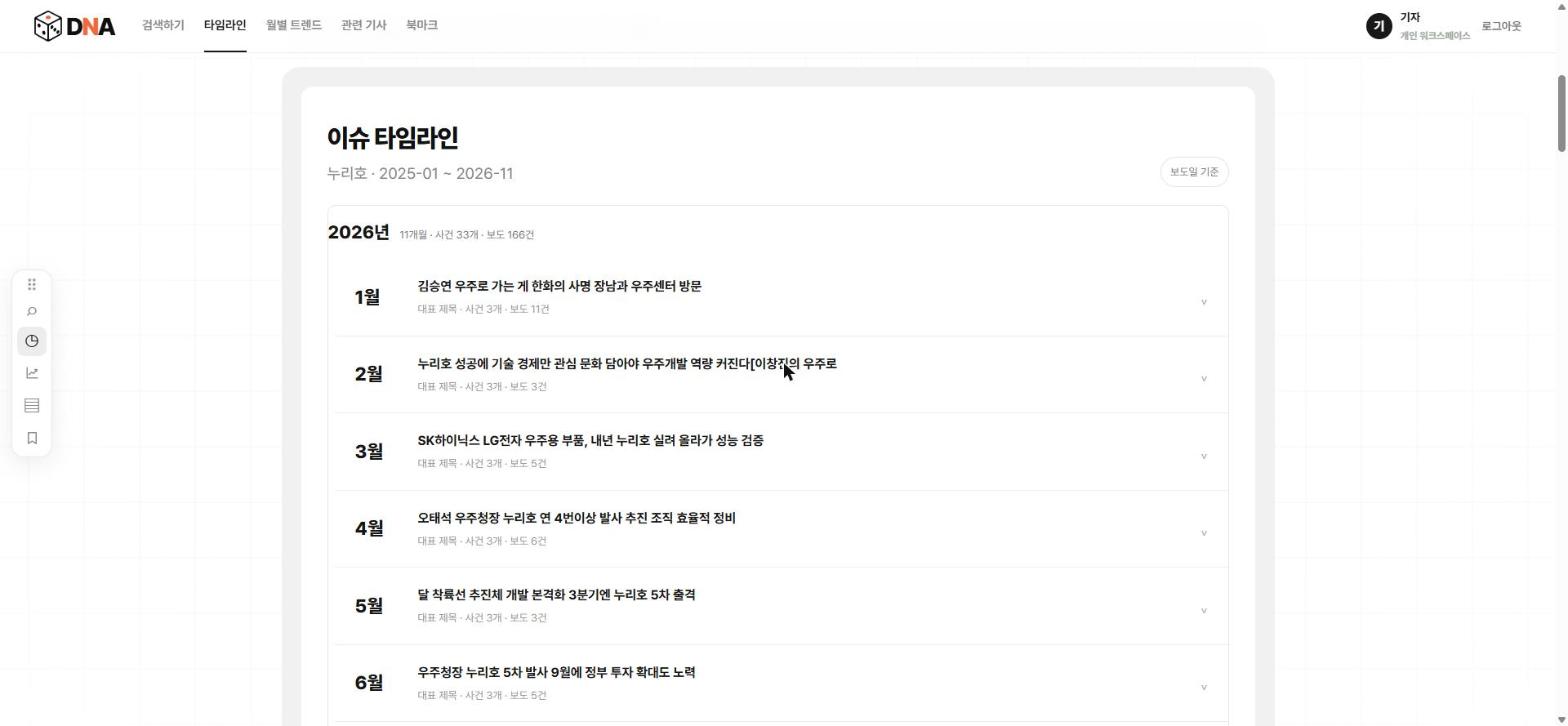 DNA
검색하기 타임라인 월별 트렌드 관련 기사 북마크
기 기자
개인 워크스페이스
로그아웃
이슈 타임라인
누리호 · 2025-01 ~ 2026-11
보도일 기준
2026년 11개월 · 사건 33개 · 보도 166건
1월
김승연 우주로 가는 게 한화의 사명 장남과 우주센터 방문
대표 제목 · 사건 3개 · 보도 11건
2월
누리호 성공에 기술 경제만 관심 문화 담아야 우주개발 역량 커진다[이창진의 우주로
대표 제목 · 사건 3개 · 보도 3건
3월
SK하이닉스 LG전자 우주용 부품, 내년 누리호 실려 올라가 성능 검증
대표 제목 · 사건 3개 · 보도 5건
4월
오태석 우주청장 누리호 연 4번이상 발사 추진 조직 효율적 정비
대표 제목 · 사건 3개 · 보도 6건
5월
달 착륙선 추진체 개발 본격화 3분기엔 누리호 5차 출격
대표 제목 · 사건 3개 · 보도 3건
6월
우주청장 누리호 5차 발사 9월에 정부 투자 확대도 노력
대표 제목 · 사건 3개 · 보도 5건